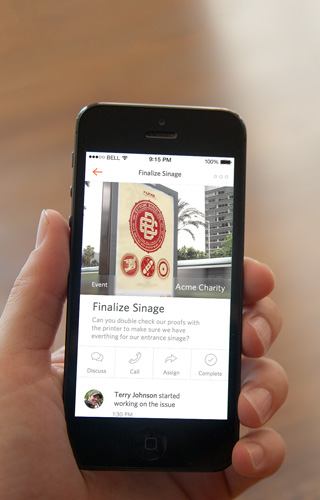 BELL 9:15 PM 100%
Finalize Sinage
Event Acme Charity
Finalize Sinage
Can you double check our proofs with
the printer to make sure we have
everthing for our entrance sinage?
Discuss Call Assign Complete
Terry Johnson started
working on the issue
1:30 PM